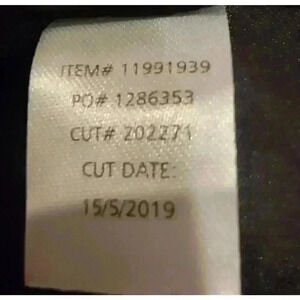 ITEM# 11991939
PO# 1286353
CUT# 202271
CUT DATE:
15/5/2019